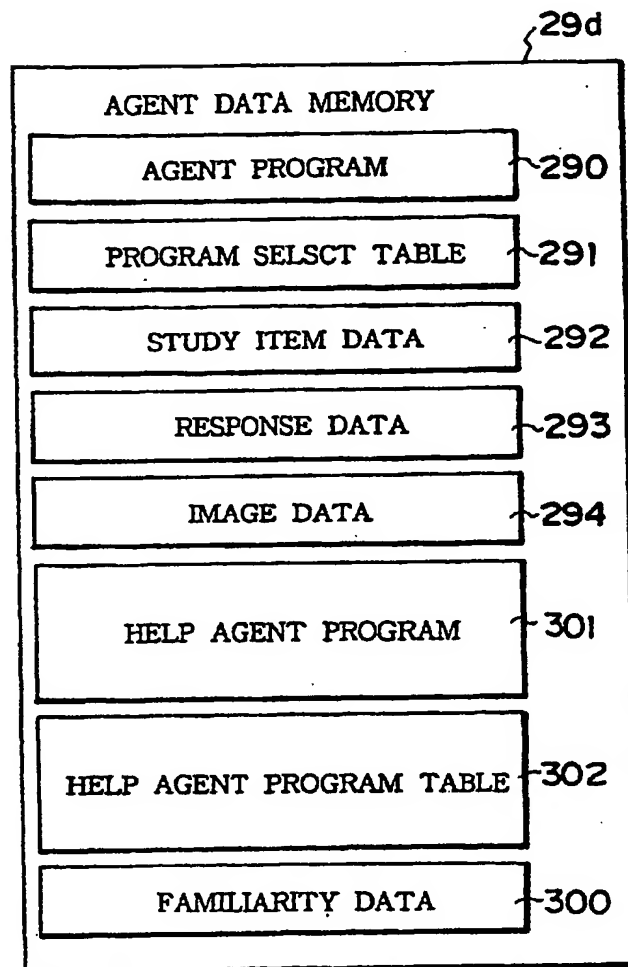 29d
AGENT DATA MEMORY
AGENT PROGRAM 290
PROGRAM SELSCT TABLE 291
STUDY ITEM DATA 292
RESPONSE DATA 293
IMAGE DATA 294
HELP AGENT PROGRAM 301
HELP AGENT PROGRAM TABLE 302
FAMILIARITY DATA 300